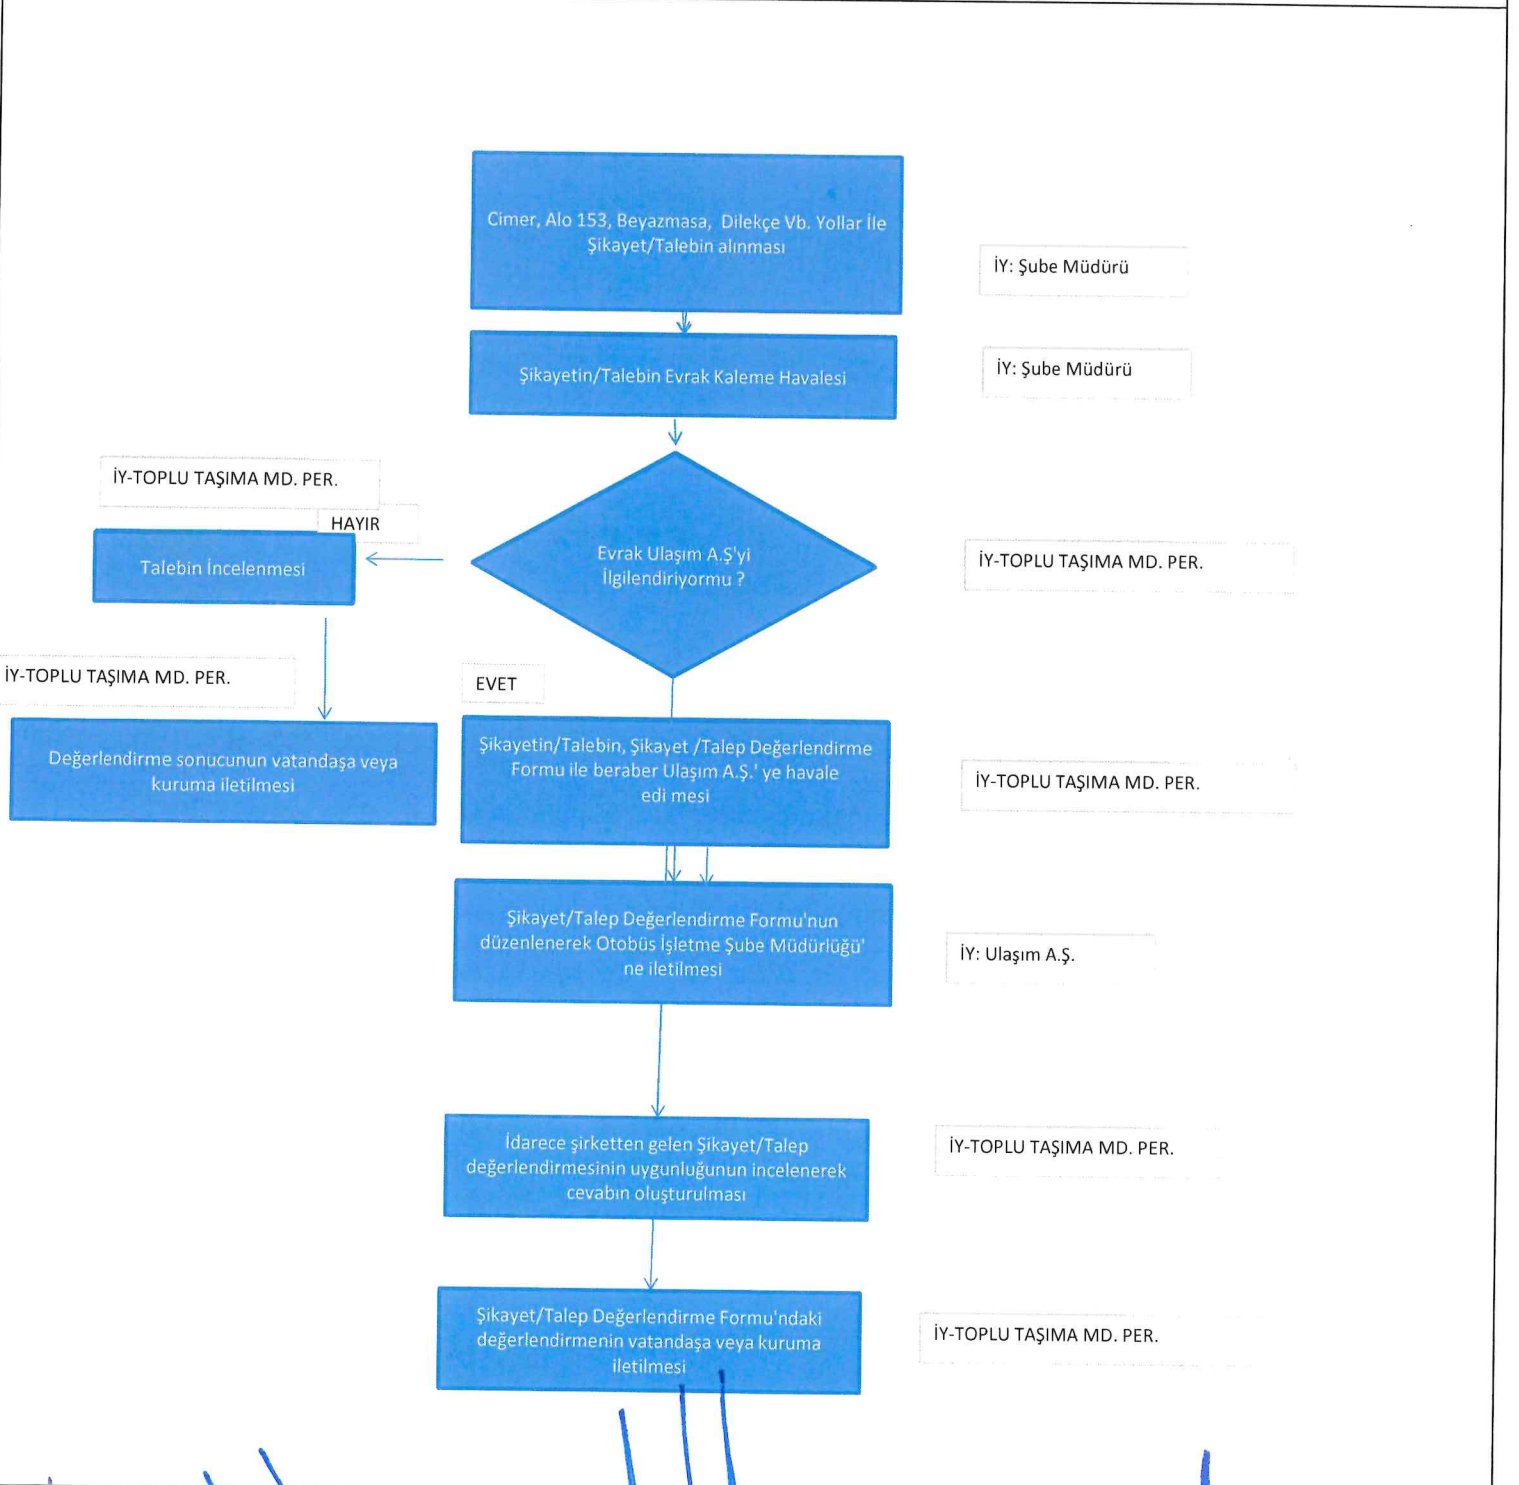 Cimer, Alo 153, Beyazmasa, Dilekçe Vb. Yollar İle
Şikayet/Talebin alınması
İY: Şube Müdürü
Şikayetin/Talebin Evrak Kaleme Havalesi
İY: Şube Müdürü
İY-TOPLU TAŞIMA MD. PER.
HAYIR
Talebin İncelenmesi
Evrak Ulaşım A.Ş'yi
İlgilendiriyormu ?
İY-TOPLU TAŞIMA MD. PER.
İY-TOPLU TAŞIMA MD. PER.
EVET
Değerlendirme sonucunun vatandaşa veya
kuruma iletilmesi
Şikayetin/Talebin, Şikayet /Talep Değerlendirme
Formu ile beraber Ulaşım A.Ş.' ye havale
edi mesi
İY-TOPLU TAŞIMA MD. PER.
Şikayet/Talep Değerlendirme Formu'nun
düzenlenerek Otobüs İşletme Şube Müdürlüğü'
ne iletilmesi
İY: Ulaşım A.Ş.
İdarece şirketten gelen Şikayet/Talep
değerlendirmesinin uygunluğunun incelenerek
cevabın oluşturulması
İY-TOPLU TAŞIMA MD. PER.
Şikayet/Talep Değerlendirme Formu'ndaki
değerlendirmenin vatandaşa veya kuruma
iletilmesi
İY-TOPLU TAŞIMA MD. PER.